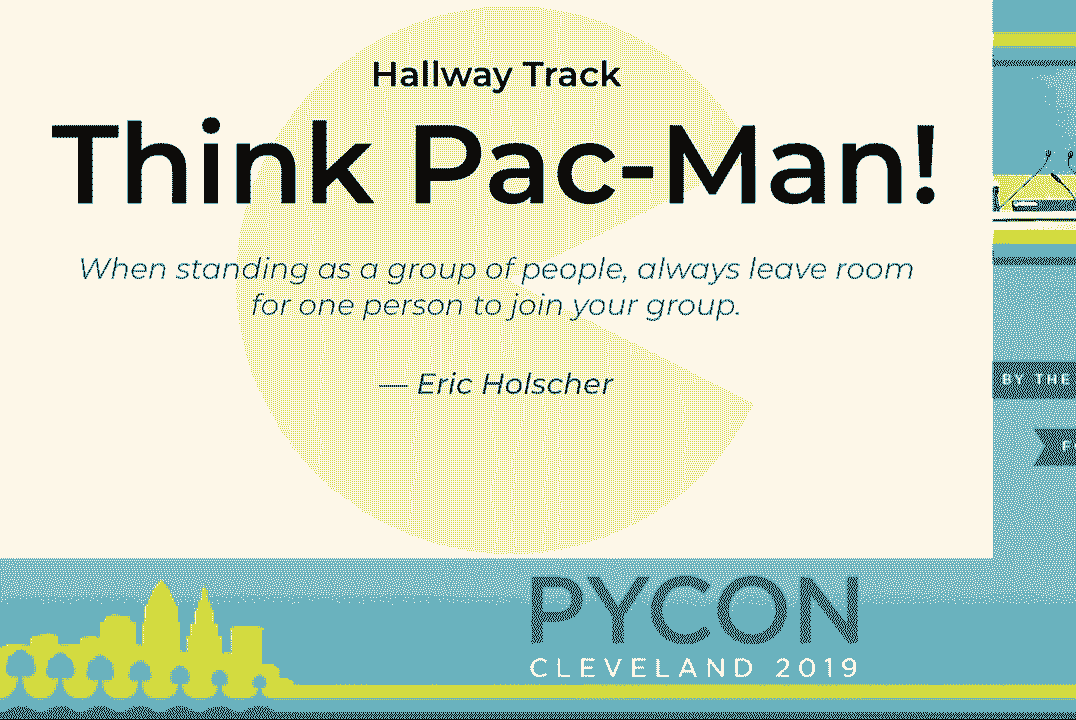 Hallway Track
Think Pac-Man!
When standing as a group of people, always leave room
for one person to join your group.
— Eric Holscher
BY THE
PYCON
CLEVELAND 2019